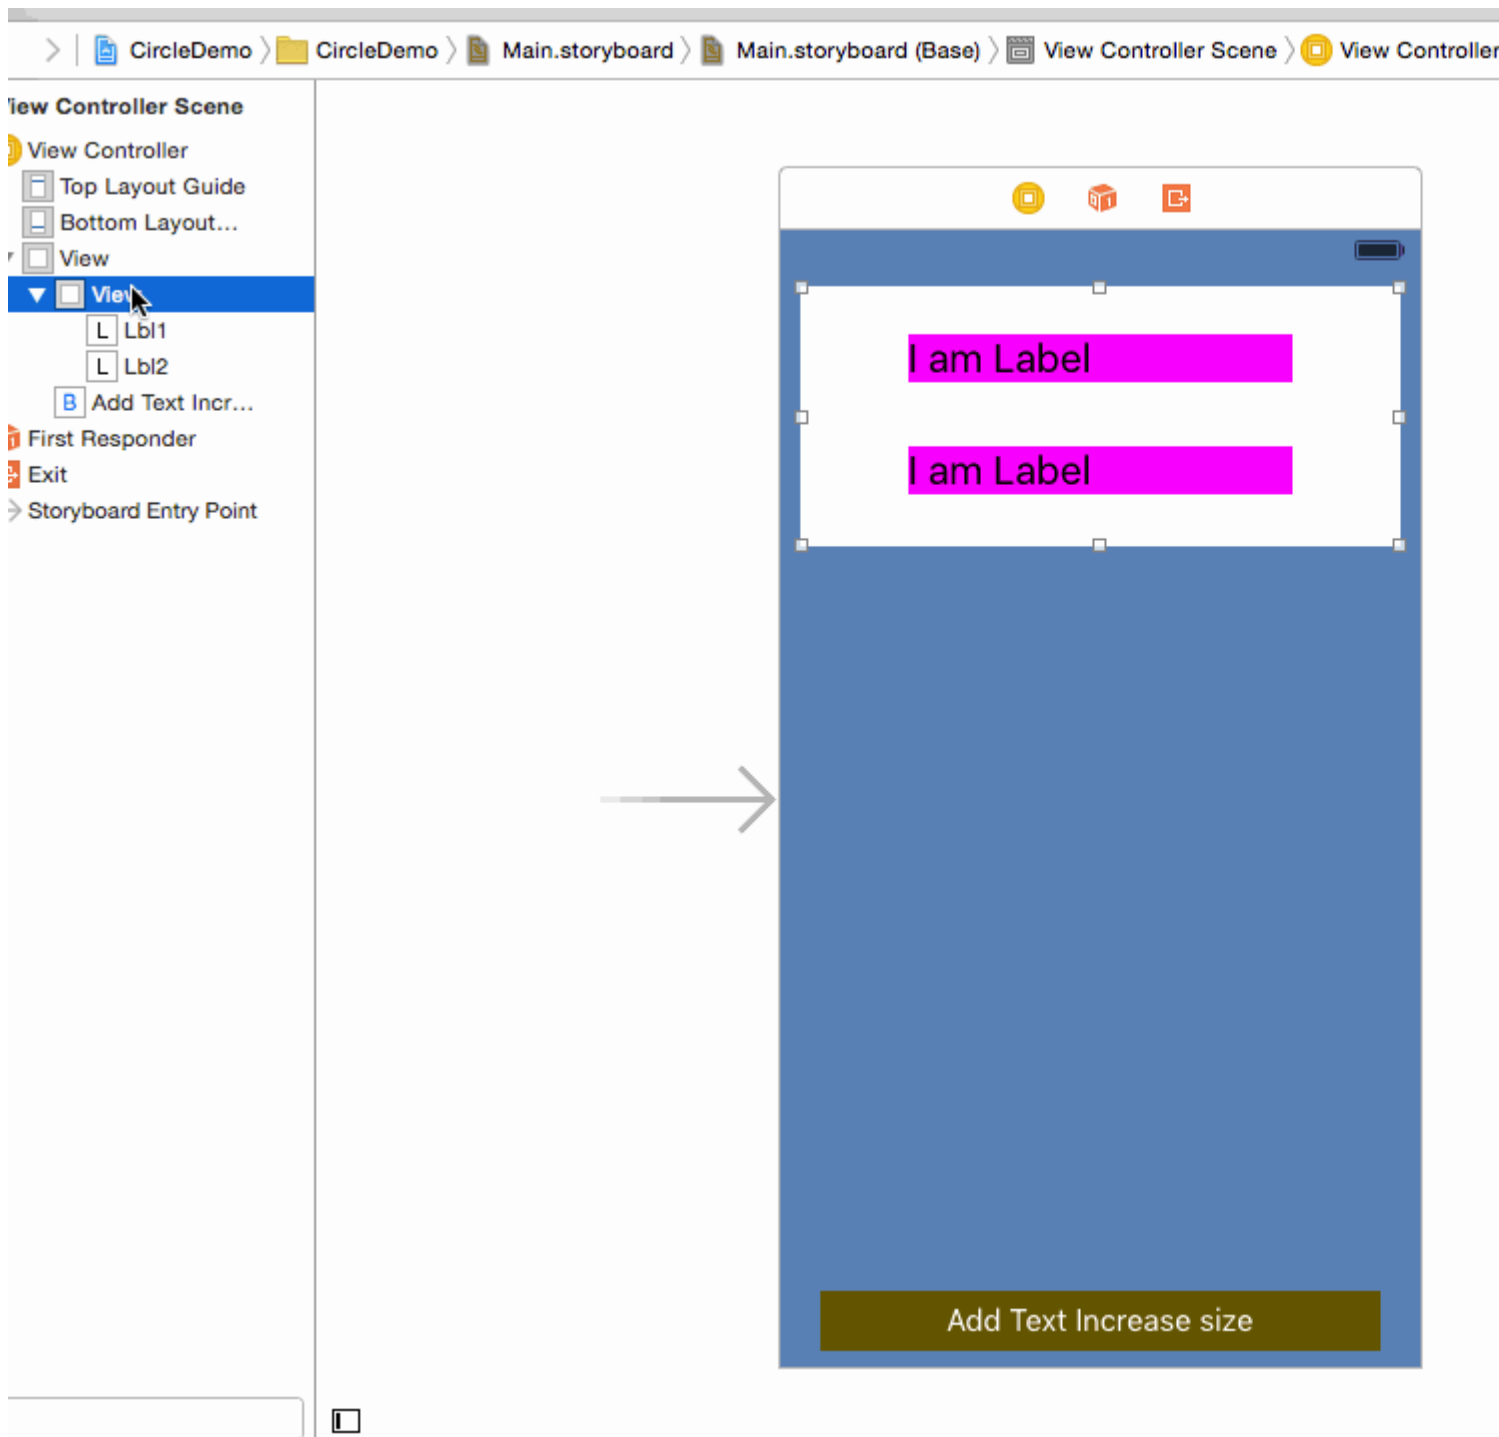 CircleDemo CircleDemo Main.storyboard Main.storyboard (Base) View Controller Scene View Controller
View Controller Scene
View Controller
Top Layout Guide
Bottom Layout...
View
View
L Lbl1
L Lbl2
B Add Text Incr...
First Responder
Exit
Storyboard Entry Point
I am Label
I am Label
Add Text Increase size